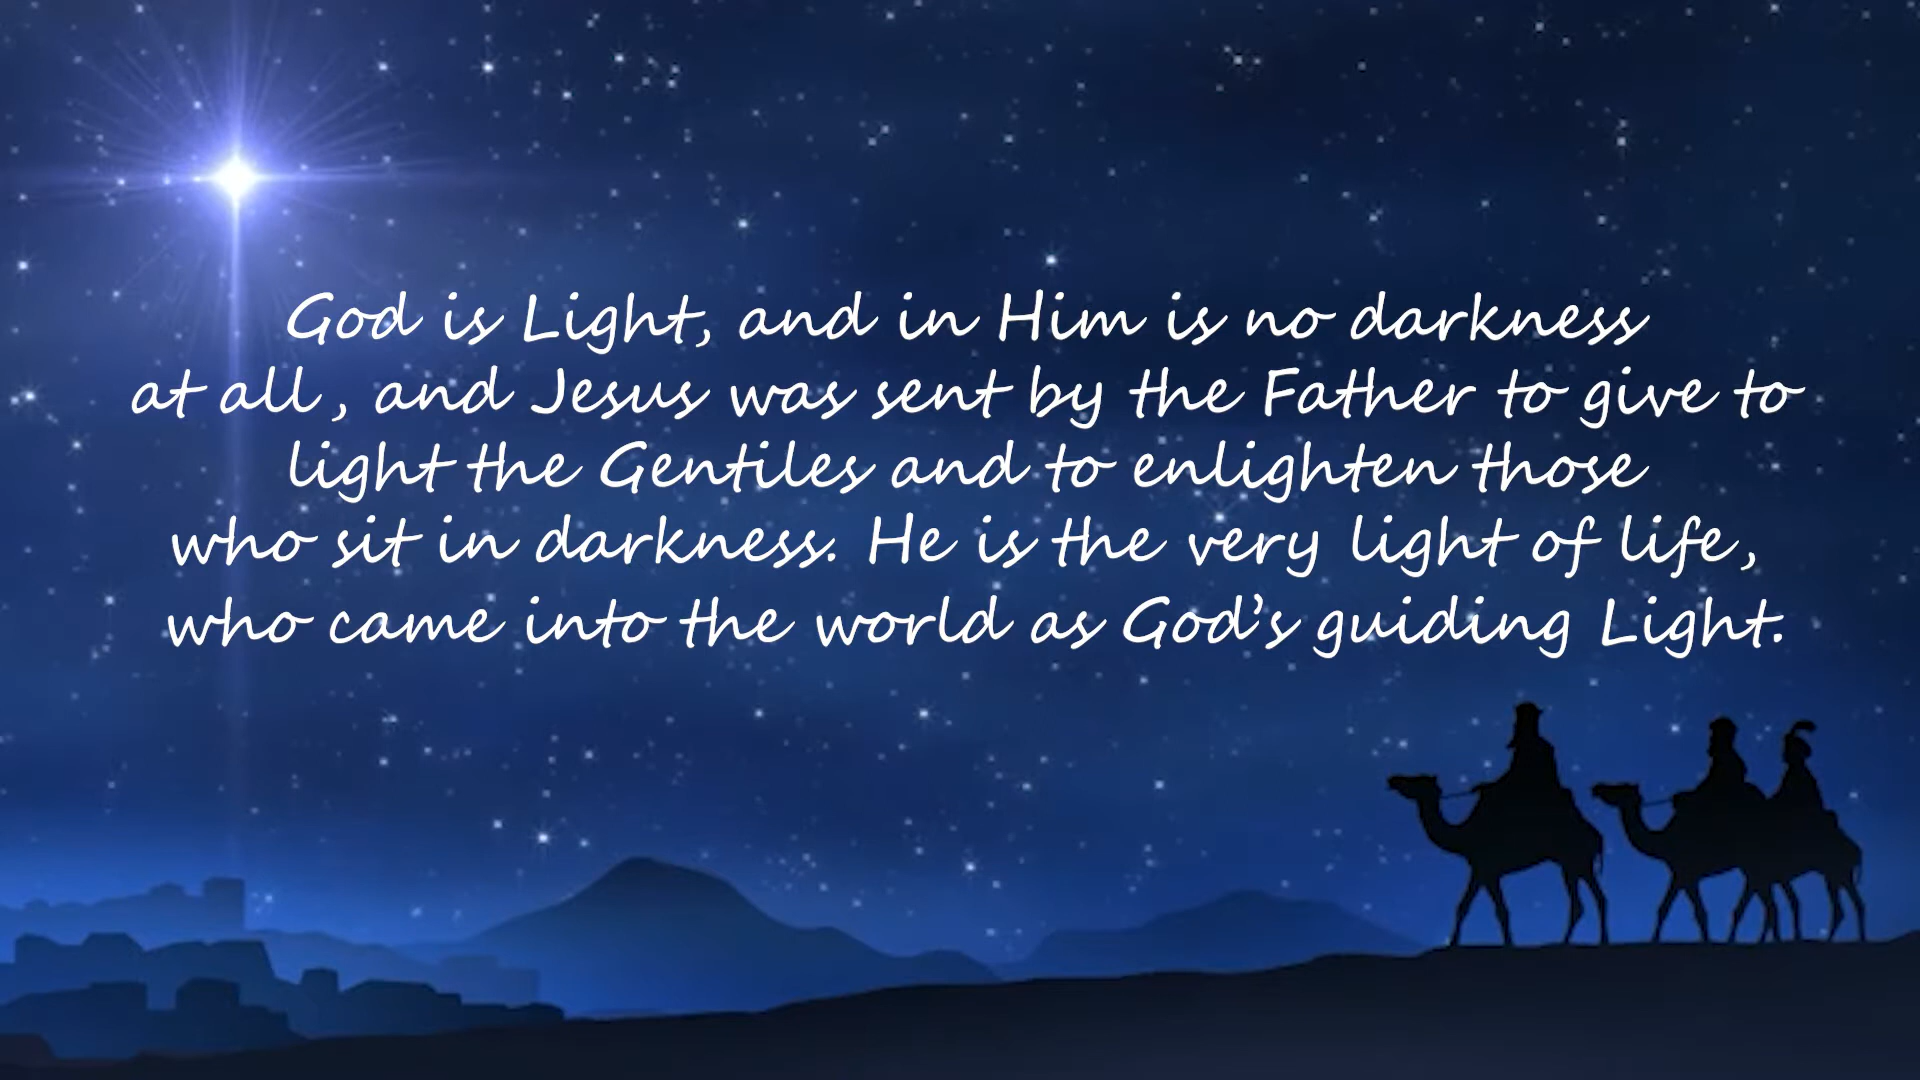 God is Light, and in Him is no darkness
at all, and Jesus was sent by the Father to give to
light the Gentiles and to enlighten those
who sit in darkness. He is the very light of life,
who came into the world as God's guiding Light.